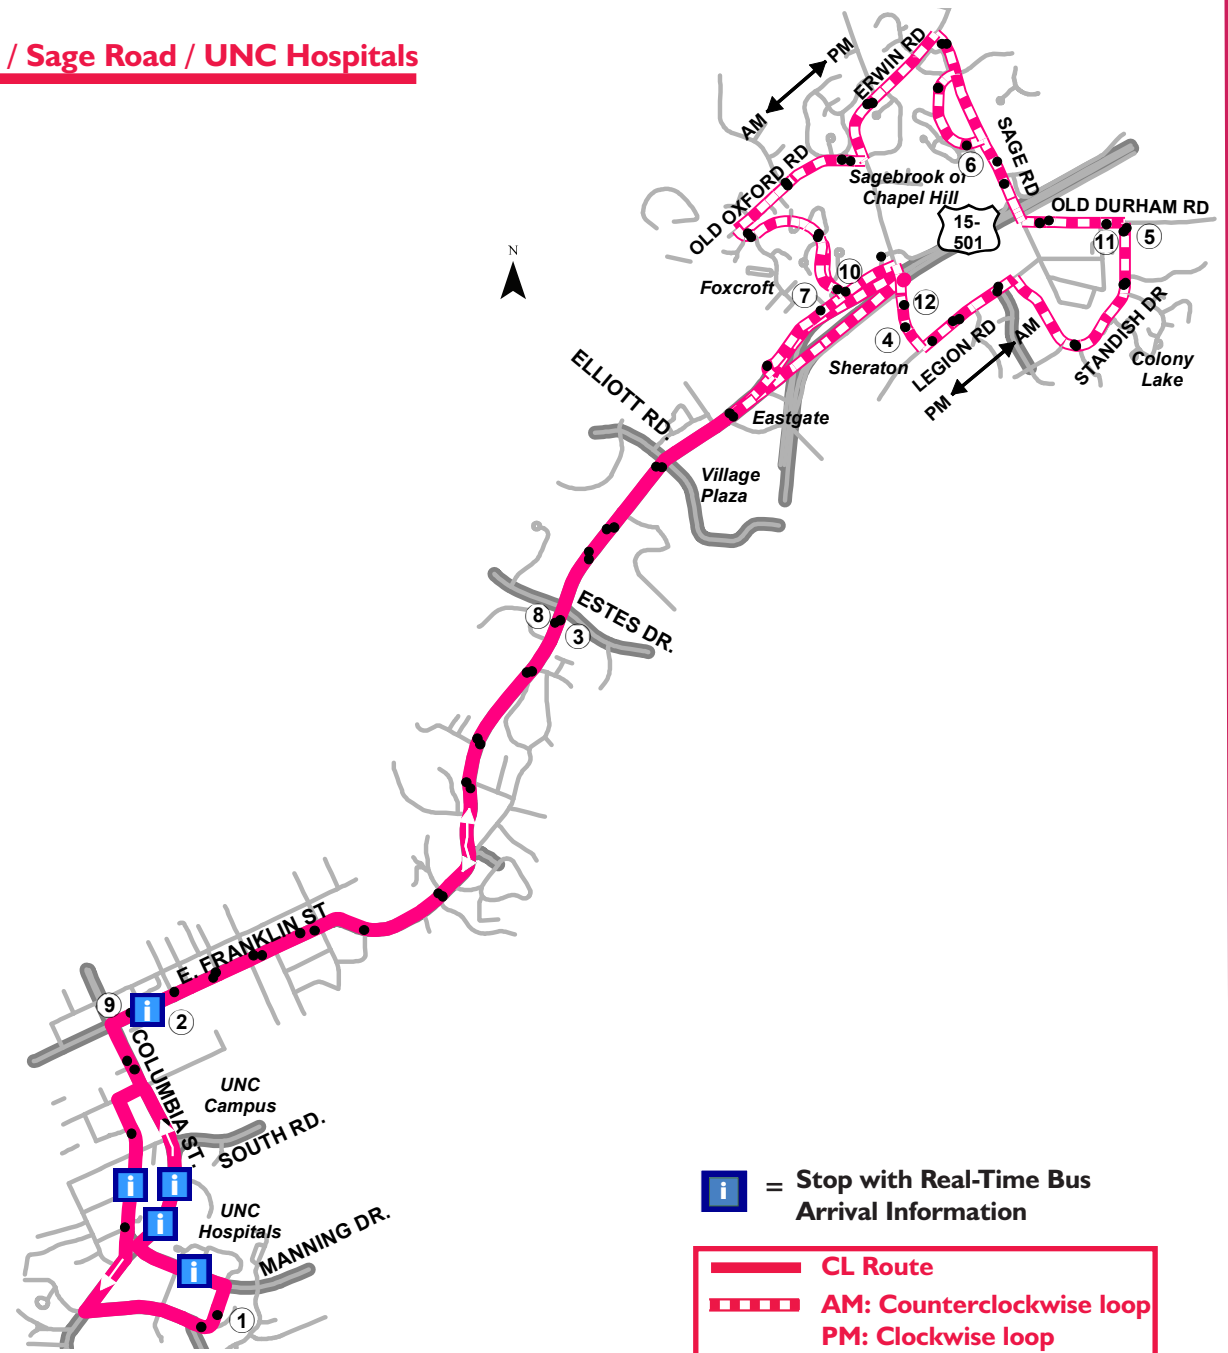 / Sage Road / UNC Hospitals
AM
PM
ERWIN RD
SAGE RD
6
OLD OXFORD RD
Sagebrook of
Chapel Hill
15-
501
OLD DURHAM RD
11
5
N
Foxcroft
10
7
12
4
Sheraton
LEGION RD
AM
PM
STANDISH DR
Colony
Lake
ELLIOTT RD.
Eastgate
Village
Plaza
8
3
ESTES DR.
E. FRANKLIN ST
9
i
2
COLUMBIA ST.
UNC
Campus
SOUTH RD.
i
i
i
UNC
Hospitals
i
MANNING DR.
1
i
= Stop with Real-Time Bus
Arrival Information
CL Route
AM: Counterclockwise loop
PM: Clockwise loop